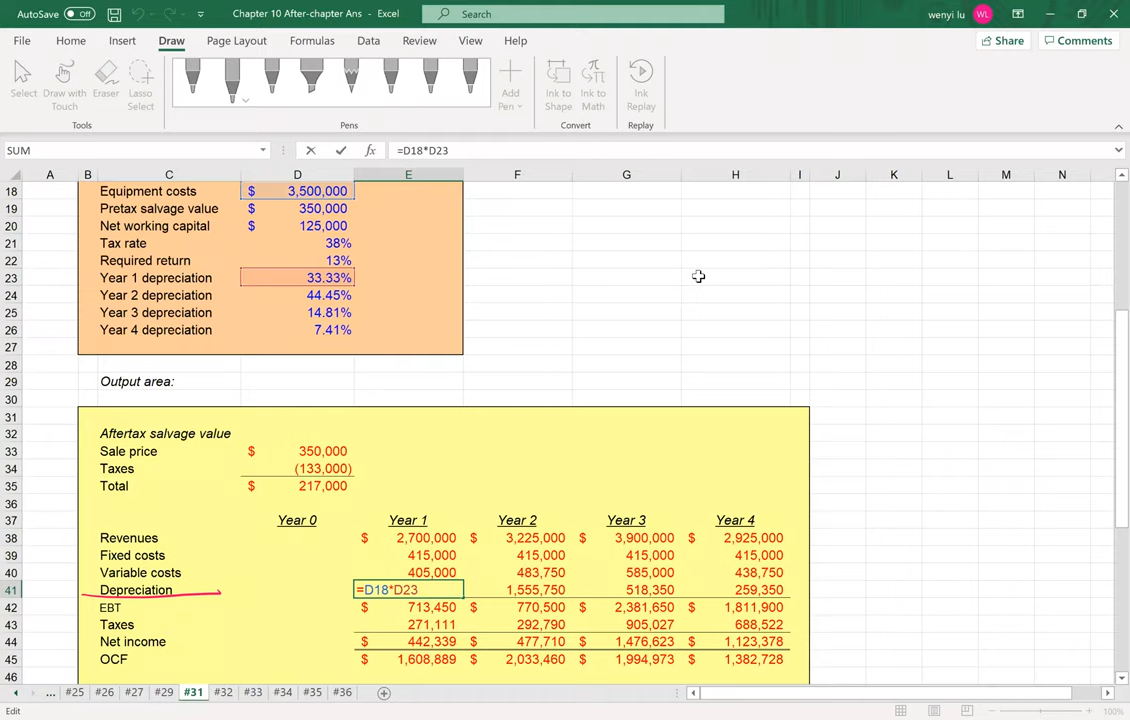 AutoSave Off Chapter 10 After-chapter Ans - Excel Search wenyi lu WL
File Home Insert Draw Page Layout Formulas Data Review View Help Share Comments
Select Draw with Touch Eraser Lasso Select Add Pen Ink to Shape Ink to Math Ink Replay
Tools Pens Convert Replay
SUM fx =D18*D23
A B C D E F G H I J K L M N
18 Equipment costs $ 3,500,000
19 Pretax salvage value $ 350,000
20 Net working capital $ 125,000
21 Tax rate 38%
22 Required return 13%
23 Year 1 depreciation 33.33%
24 Year 2 depreciation 44.45%
25 Year 3 depreciation 14.81%
26 Year 4 depreciation 7.41%
27
28
29 Output area:
30
31
32 Aftertax salvage value
33 Sale price $ 350,000
34 Taxes (133,000)
35 Total $ 217,000
36
37 Year 0 Year 1 Year 2 Year 3 Year 4
38 Revenues $ 2,700,000 $ 3,225,000 $ 3,900,000 $ 2,925,000
39 Fixed costs 415,000 415,000 415,000 415,000
40 Variable costs 405,000 483,750 585,000 438,750
41 Depreciation =D18*D23 1,555,750 518,350 259,350
42 EBT $ 713,450 $ 770,500 $ 2,381,650 $ 1,811,900
43 Taxes 271,111 292,790 905,027 688,522
44 Net income $ 442,339 $ 477,710 $ 1,476,623 $ 1,123,378
45 OCF $ 1,608,889 $ 2,033,460 $ 1,994,973 $ 1,382,728
46
... #25 #26 #27 #29 #31 #32 #33 #34 #35 #36
Edit 100%